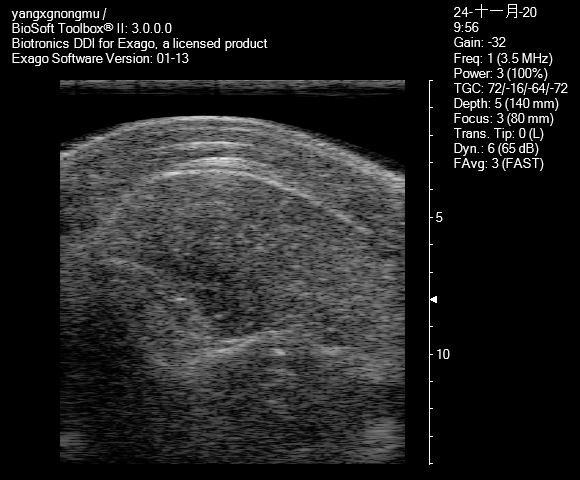 yangxgnongmu /
BioSoft Toolbox® II: 3.0.0.0
Biotronics DDI for Exago, a licensed product
Exago Software Version: 01-13
24-十一月-20
9:56
Gain: -32
Freq: 1 (3.5 MHz)
Power: 3 (100%)
TGC: 72/-16/-64/-72
Depth: 5 (140 mm)
Focus: 3 (80 mm)
Trans. Tip: 0 (L)
Dyn.: 6 (65 dB)
FAvg: 3 (FAST)
5
10